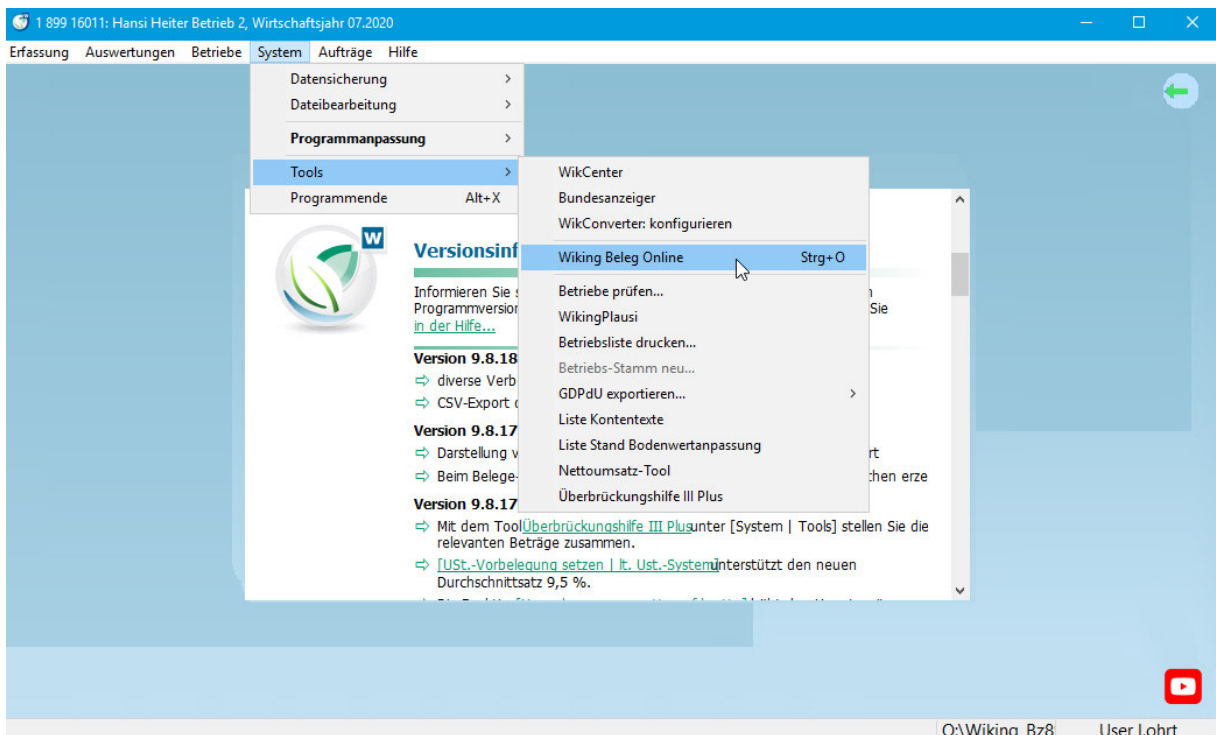 1 899 16011: Hansi Heiter Betrieb 2, Wirtschaftsjahr 07.2020
Erfassung Auswertungen Betriebe System Aufträge Hilfe
Datensicherung
Dateibearbeitung
Programmanpassung
Tools
Programmende Alt+X
WikCenter
Bundesanzeiger
WikConverter: konfigurieren
Wiking Beleg Online Strg+O
Betriebe prüfen...
WikingPlausi
Betriebsliste drucken...
Betriebs-Stamm neu...
GDPdU exportieren...
Liste Kontentexte
Liste Stand Bodenwertanpassung
Nettoumsatz-Tool
Überbrückungshilfe III Plus
W
Versionsinf
Informieren Sie
Programmversion Sie
in der Hilfe...
Version 9.8.18
diverse Verb
CSV-Export
Version 9.8.17
Darstellung v rt
Beim Belege- chen erze
Version 9.8.17
Mit dem ToolÜberbrückungshilfe III Plusunter [System | Tools] stellen Sie die
relevanten Beträge zusammen.
[USt.-Vorbelegung setzen | lt. Ust.-System]unterstützt den neuen
Durchschnittsatz 9,5 %.
O:\Wiking_Bz8 User Lohrt